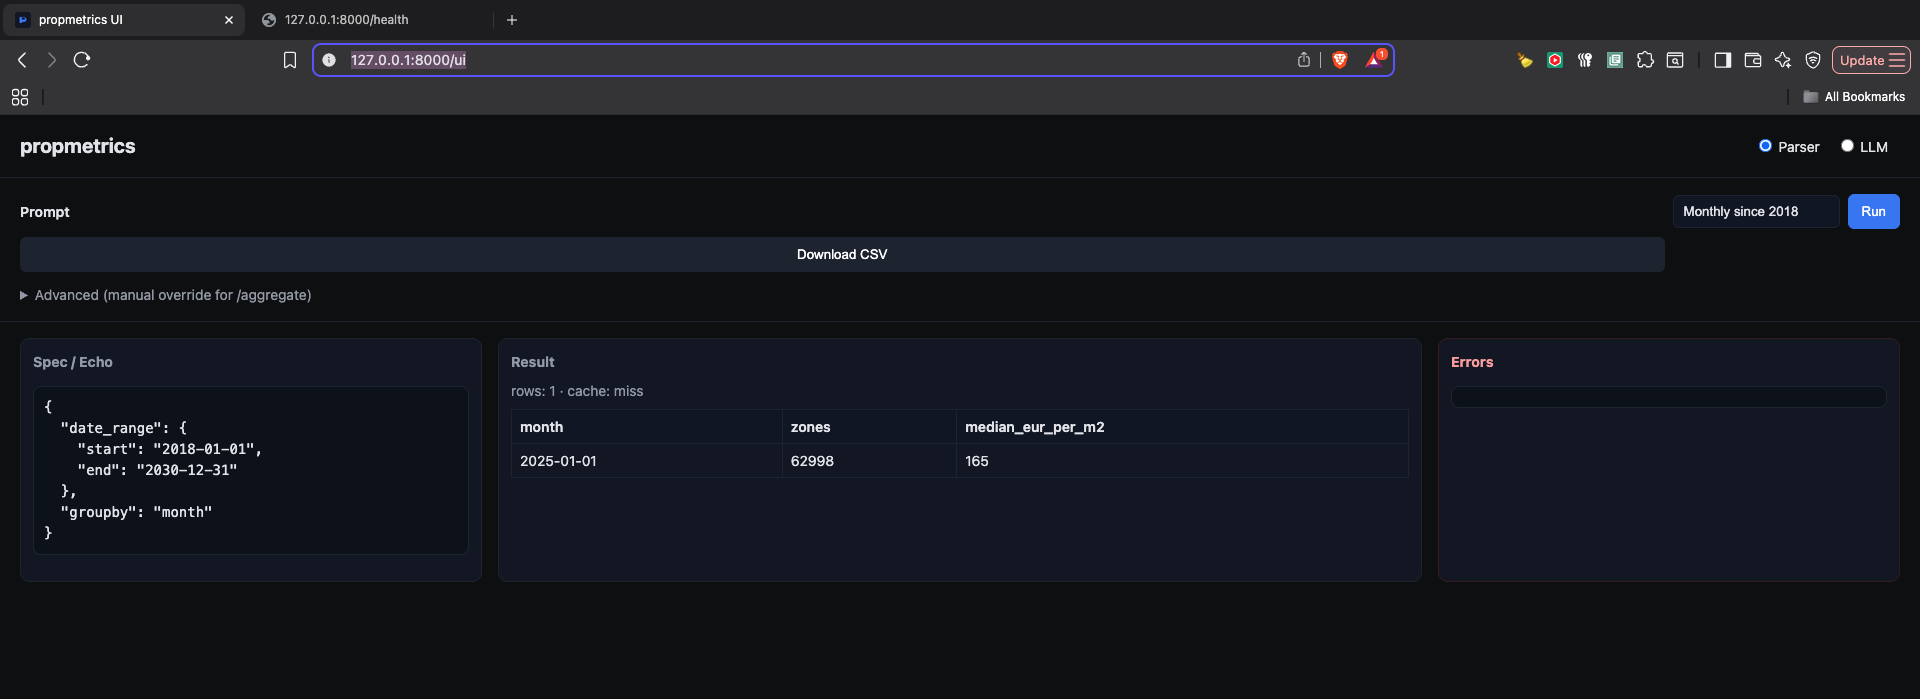 propmetrics UI
127.0.0.1:8000/health
127.0.0.1:8000/ui
1
Update
All Bookmarks
propmetrics
Parser
LLM
Prompt
Monthly since 2018
Run
Download CSV
Advanced (manual override for /aggregate)
Spec / Echo
{
  "date_range": {
    "start": "2018-01-01",
    "end": "2030-12-31"
  },
  "groupby": "month"
}
Result
rows: 1 · cache: miss
month zones median_eur_per_m2
2025-01-01 62998 165
Errors